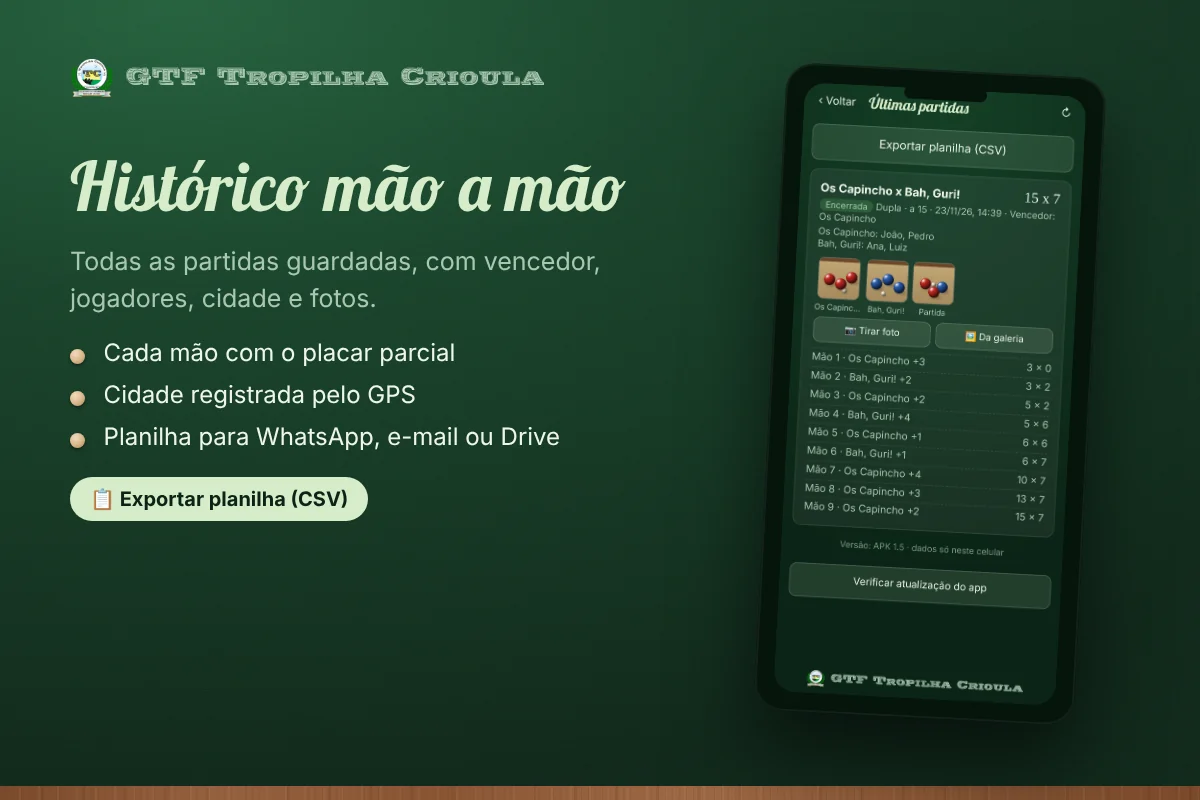 GTF Tropilha Crioula
Histórico mão a mão
Todas as partidas guardadas, com vencedor,
jogadores, cidade e fotos.
Cada mão com o placar parcial
Cidade registrada pelo GPS
Planilha para WhatsApp, e-mail ou Drive
📋 Exportar planilha (CSV)
‹ Voltar Últimas partidas ↻
Exportar planilha (CSV)
Os Capincho x Bah, Guri! 15 x 7
Encerrada Dupla · a 15 · 23/11/26, 14:39 · Vencedor:
Os Capincho
Os Capincho: João, Pedro
Bah, Guri!: Ana, Luiz
Os Capinc... Bah, Guri! Partida
📷 Tirar foto 🖼️ Da galeria
Mão 1 · Os Capincho +3 3 × 0
Mão 2 · Bah, Guri! +2 3 × 2
Mão 3 · Os Capincho +2 5 × 2
Mão 4 · Bah, Guri! +4 5 × 6
Mão 5 · Os Capincho +1 6 × 6
Mão 6 · Bah, Guri! +1 6 × 7
Mão 7 · Os Capincho +4 10 × 7
Mão 8 · Os Capincho +3 13 × 7
Mão 9 · Os Capincho +2 15 × 7
Versão: APK 1.5 · dados só neste celular
Verificar atualização do app
GTF Tropilha Crioula